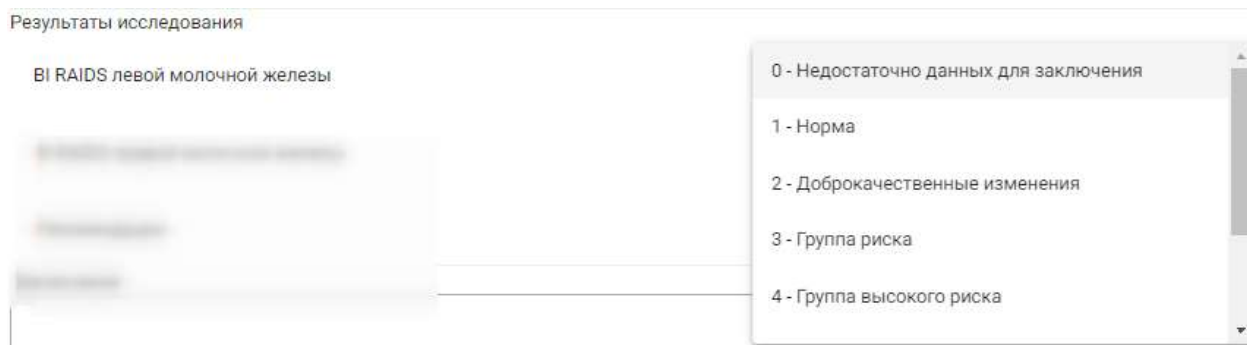 Результаты исследования
BI RAIDS левой молочной железы
0 - Недостаточно данных для заключения
1 - Норма
2 - Доброкачественные изменения
3 - Группа риска
4 - Группа высокого риска